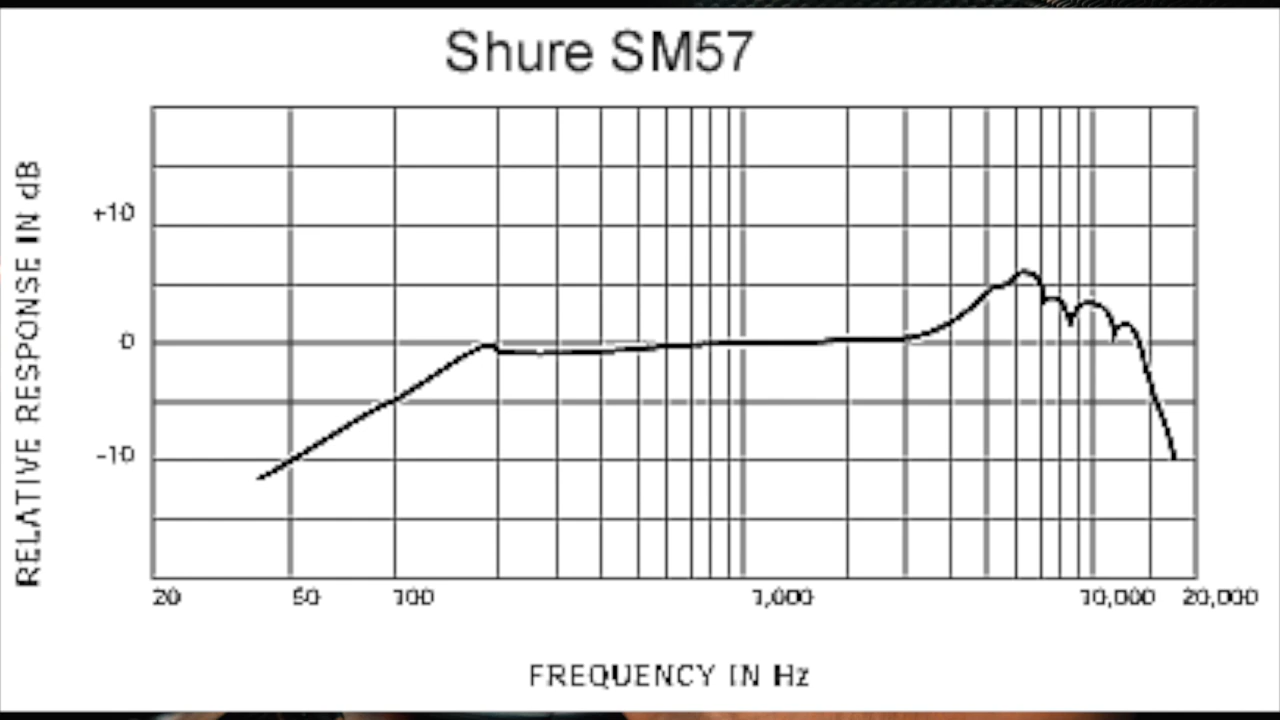 Shure SM57
RELATIVE RESPONSE IN dB
+10
0
-10
20 50 100 1,000 10,000 20,000
FREQUENCY IN Hz